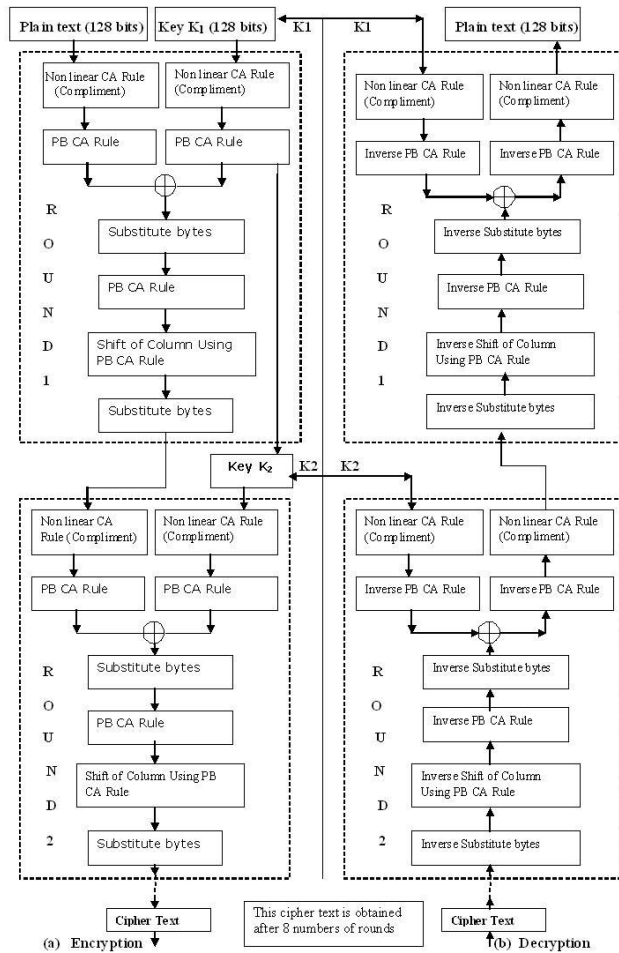 Plain text (128 bits)
Key K1 (128 bits)
K1
K1
Plain text (128 bits)
Non linear CA Rule
(Compliment)
Non linear CA Rule
(Compliment)
PB CA Rule
PB CA Rule
Substitute bytes
PB CA Rule
Shift of Column Using
PB CA Rule
Substitute bytes
R
O
U
N
D
1
Non linear CA Rule
(Compliment)
Non linear CA Rule
(Compliment)
Inverse PB CA Rule
Inverse PB CA Rule
Inverse Substitute bytes
Inverse PB CA Rule
Inverse Shift of Column
Using PB CA Rule
Inverse Substitute bytes
R
O
U
N
D
1
Key K2
K2
K2
Non linear CA
Rule (Compliment)
Non linear CA Rule
(Compliment)
PB CA Rule
PB CA Rule
Substitute bytes
PB CA Rule
Shift of Column Using PB
CA Rule
Substitute bytes
R
O
U
N
D
2
Non linear CA Rule
(Compliment)
Non linear CA Rule
(Compliment)
Inverse PB CA Rule
Inverse PB CA Rule
Inverse Substitute bytes
Inverse PB CA Rule
Inverse Shift of Column
Using PB CA Rule
Inverse Substitute bytes
R
O
U
N
D
2
Cipher Text
This cipher text is obtained
after 8 numbers of rounds
Cipher Text
(a) Encryption
(b) Decryption